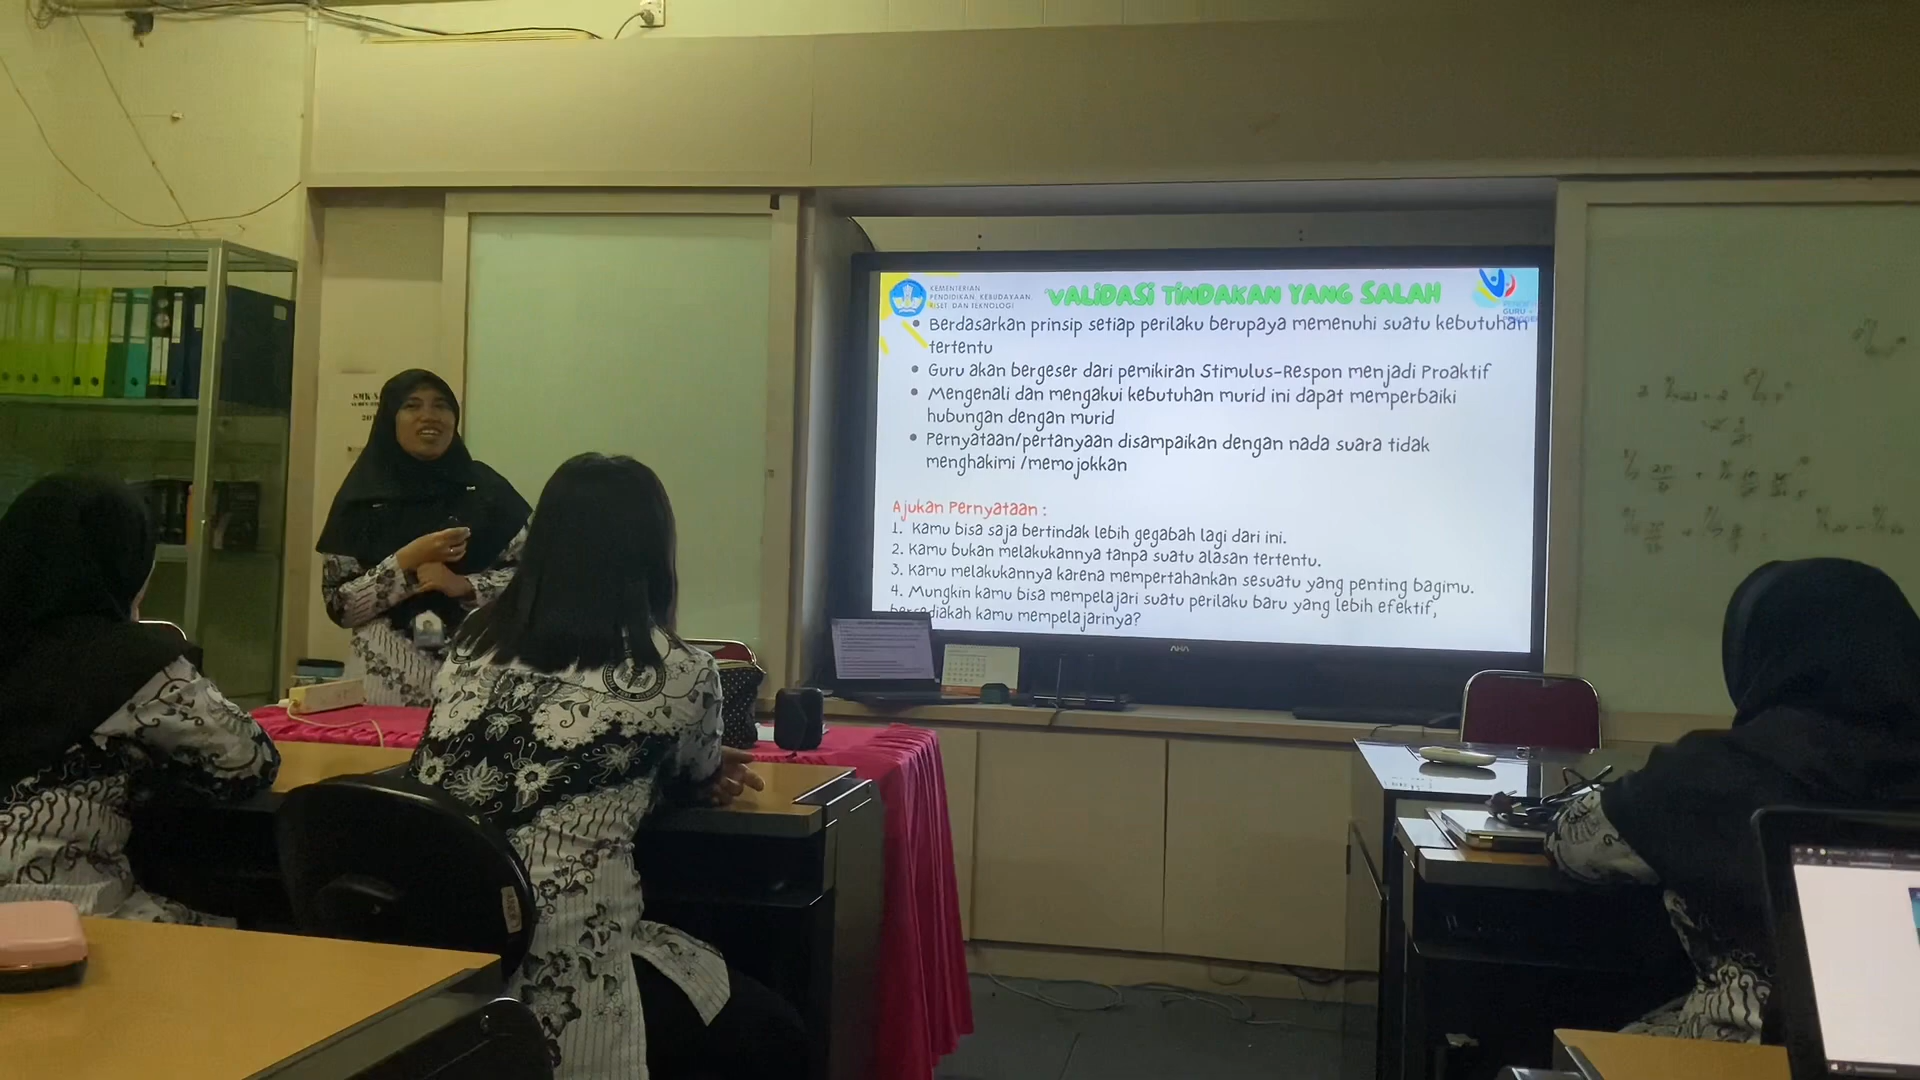 KEMENTERIAN
PENDIDIKAN, KEBUDAYAAN,
RISET, DAN TEKNOLOGI
VALIDASI TINDAKAN YANG SALAH
GURU
• Berdasarkan prinsip setiap perilaku berupaya memenuhi suatu kebutuhan
tertentu
• Guru akan bergeser dari pemikiran Stimulus-Respon menjadi Proaktif
• Mengenali dan mengakui kebutuhan murid ini dapat memperbaiki
hubungan dengan murid
• Pernyataan/pertanyaan disampaikan dengan nada suara tidak
menghakimi /memojokkan
Ajukan Pernyataan :
1. Kamu bisa saja bertindak lebih gegabah lagi dari ini.
2. Kamu bukan melakukannya tanpa suatu alasan tertentu.
3. Kamu melakukannya karena mempertahankan sesuatu yang penting bagimu.
4. Mungkin kamu bisa mempelajari suatu perilaku baru yang lebih efektif,
bersediakah kamu mempelajarinya?
AHA
SMK